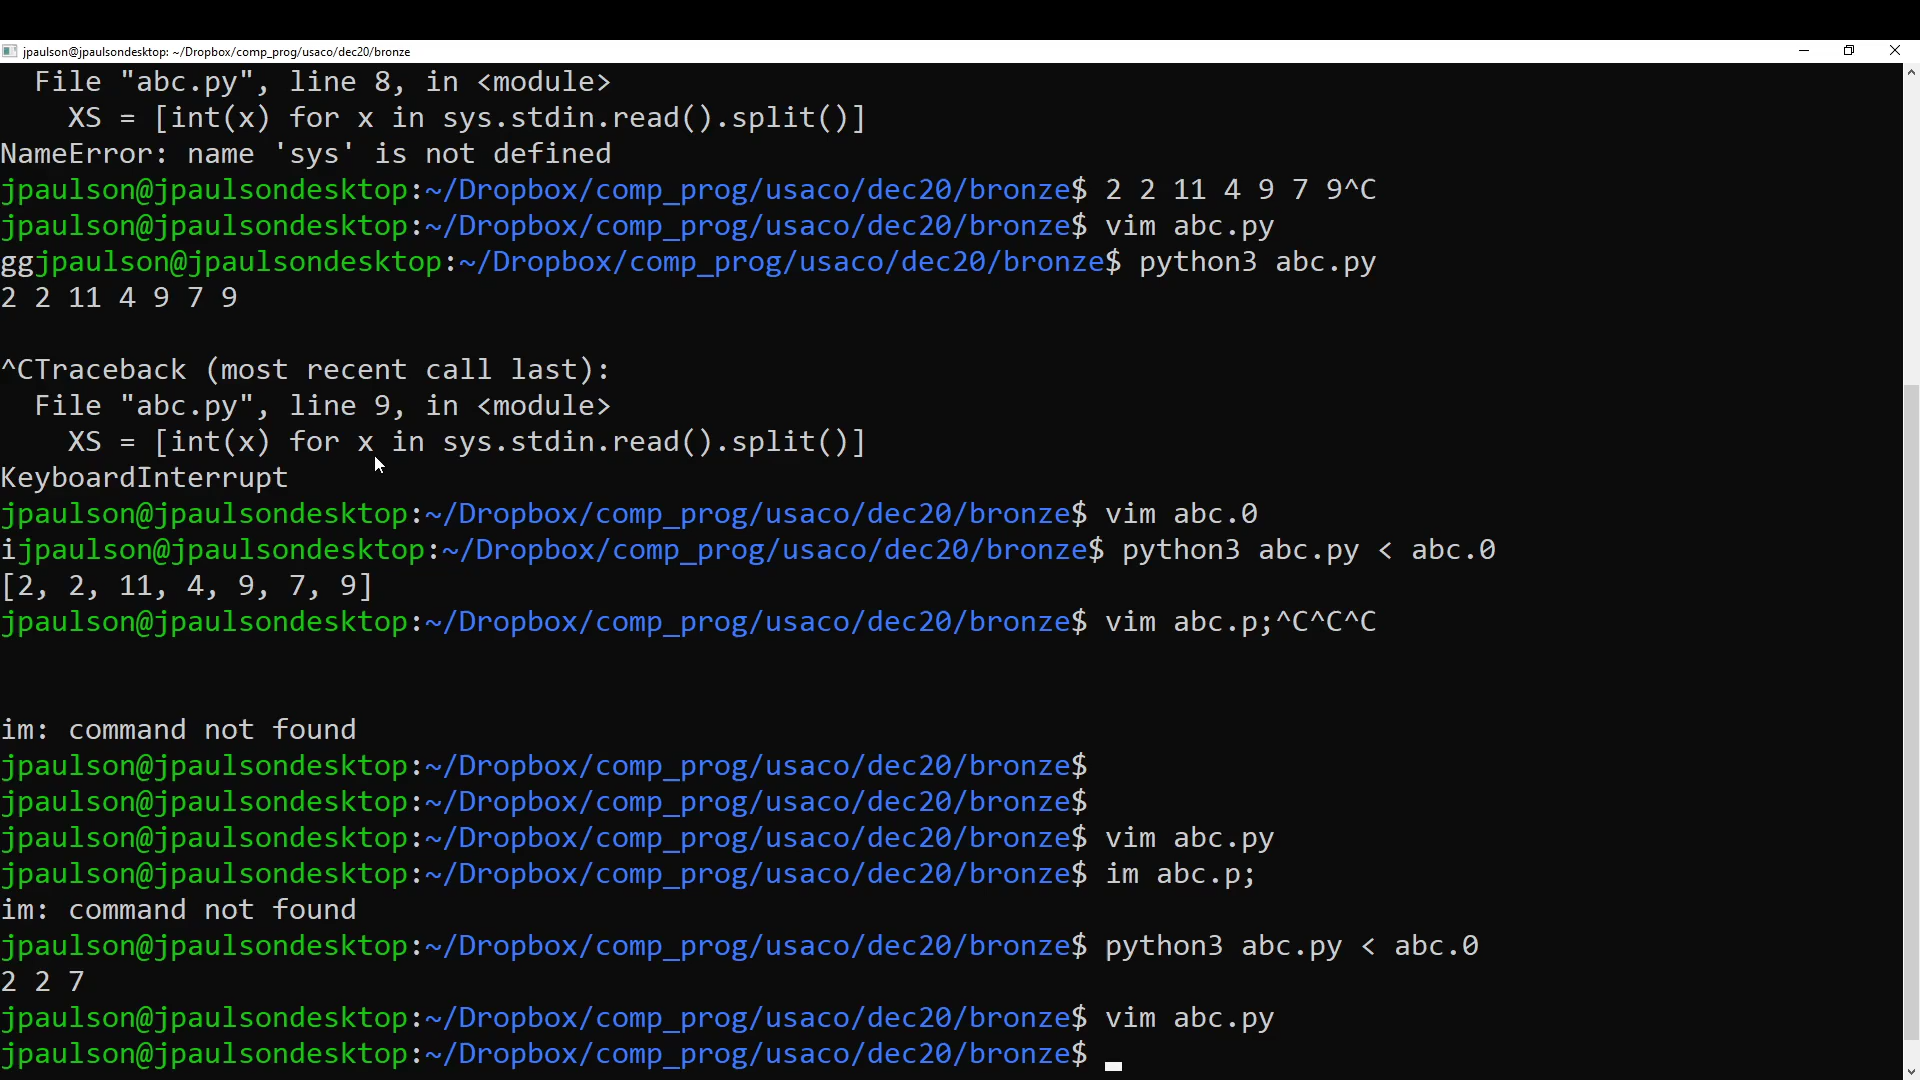 jpaulson@jpaulsondesktop: ~/Dropbox/comp_prog/usaco/dec20/bronze
  File "abc.py", line 8, in <module>
    XS = [int(x) for x in sys.stdin.read().split()]
NameError: name 'sys' is not defined
jpaulson@jpaulsondesktop:~/Dropbox/comp_prog/usaco/dec20/bronze$ 2 2 11 4 9 7 9^C
jpaulson@jpaulsondesktop:~/Dropbox/comp_prog/usaco/dec20/bronze$ vim abc.py
ggjpaulson@jpaulsondesktop:~/Dropbox/comp_prog/usaco/dec20/bronze$ python3 abc.py
2 2 11 4 9 7 9
^CTraceback (most recent call last):
  File "abc.py", line 9, in <module>
    XS = [int(x) for x in sys.stdin.read().split()]
KeyboardInterrupt
jpaulson@jpaulsondesktop:~/Dropbox/comp_prog/usaco/dec20/bronze$ vim abc.0
ijpaulson@jpaulsondesktop:~/Dropbox/comp_prog/usaco/dec20/bronze$ python3 abc.py < abc.0
[2, 2, 11, 4, 9, 7, 9]
jpaulson@jpaulsondesktop:~/Dropbox/comp_prog/usaco/dec20/bronze$ vim abc.p;^C^C^C
im: command not found
jpaulson@jpaulsondesktop:~/Dropbox/comp_prog/usaco/dec20/bronze$
jpaulson@jpaulsondesktop:~/Dropbox/comp_prog/usaco/dec20/bronze$
jpaulson@jpaulsondesktop:~/Dropbox/comp_prog/usaco/dec20/bronze$ vim abc.py
jpaulson@jpaulsondesktop:~/Dropbox/comp_prog/usaco/dec20/bronze$ im abc.p;
im: command not found
jpaulson@jpaulsondesktop:~/Dropbox/comp_prog/usaco/dec20/bronze$ python3 abc.py < abc.0
2 2 7
jpaulson@jpaulsondesktop:~/Dropbox/comp_prog/usaco/dec20/bronze$ vim abc.py
jpaulson@jpaulsondesktop:~/Dropbox/comp_prog/usaco/dec20/bronze$